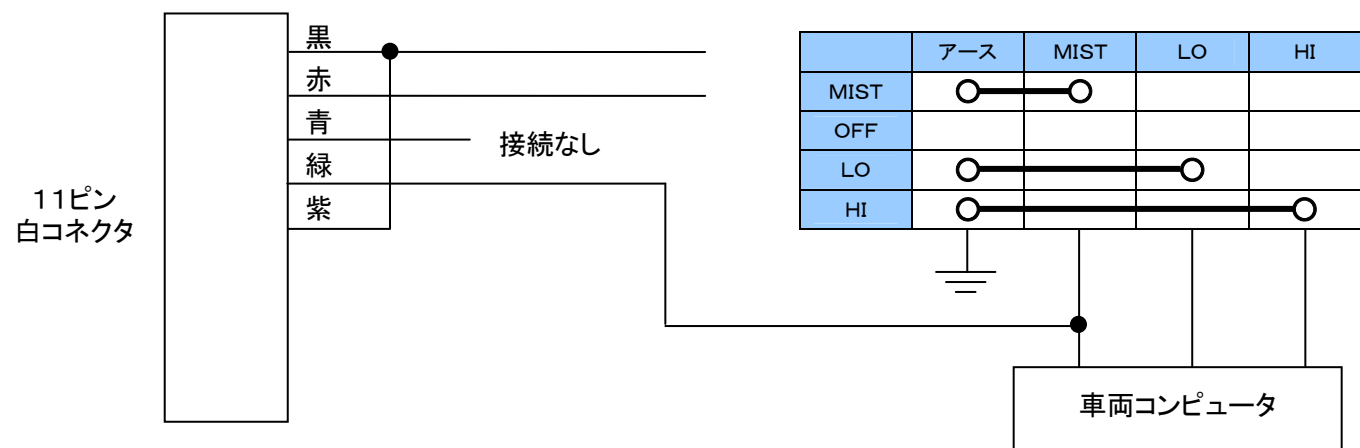 黒
赤
青
緑
紫
接続なし
11ピン
白コネクタ
アース MIST LO HI
MIST
OFF
LO
HI
車両コンピュータ